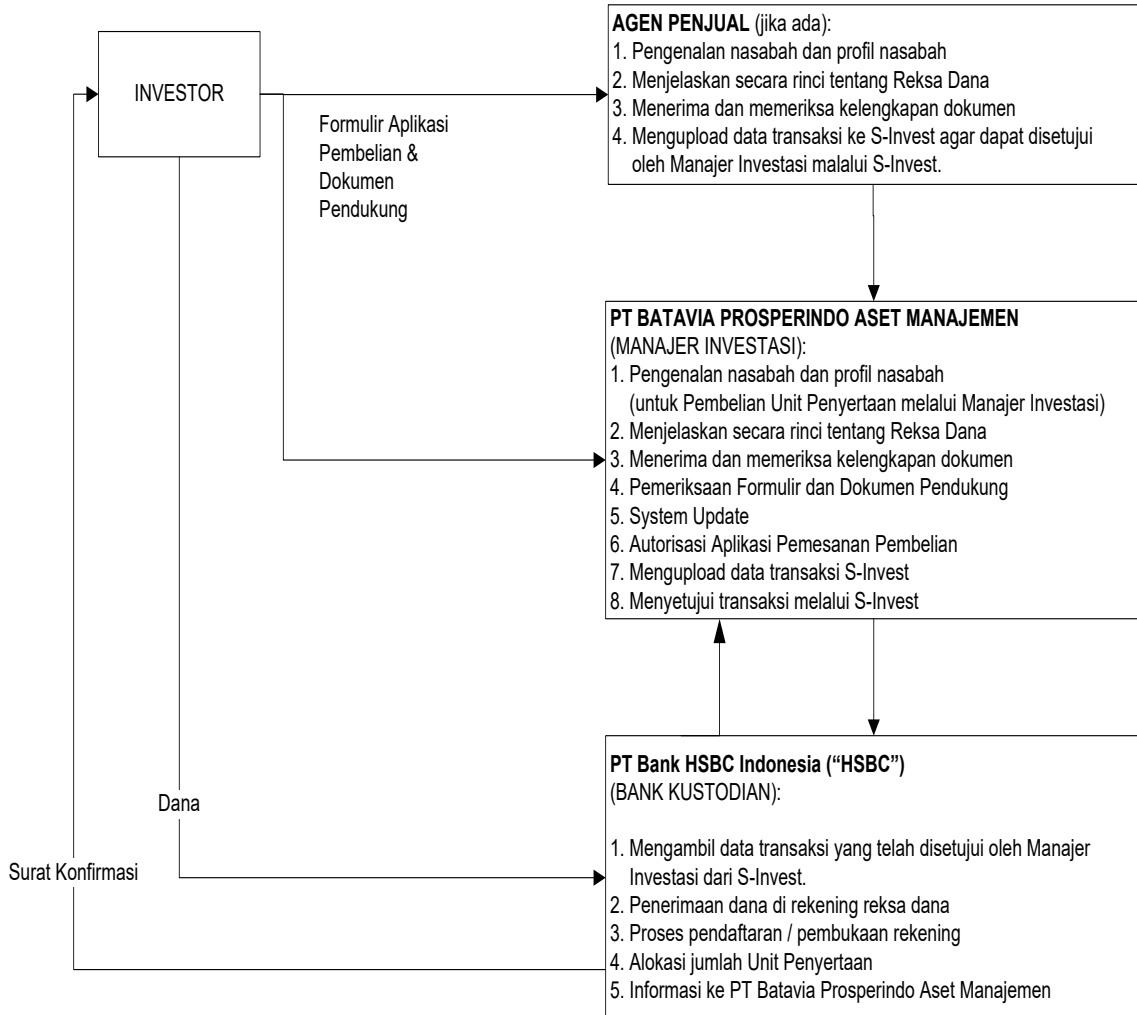 INVESTOR
Formulir Aplikasi
Pembelian &
Dokumen
Pendukung
AGEN PENJUAL (jika ada):
1. Pengenalan nasabah dan profil nasabah
2. Menjelaskan secara rinci tentang Reksa Dana
3. Menerima dan memeriksa kelengkapan dokumen
4. Mengupload data transaksi ke S-Invest agar dapat disetujui
oleh Manajer Investasi malalui S-Invest.
PT BATAVIA PROSPERINDO ASET MANAJEMEN
(MANAJER INVESTASI):
1. Pengenalan nasabah dan profil nasabah
(untuk Pembelian Unit Penyertaan melalui Manajer Investasi)
2. Menjelaskan secara rinci tentang Reksa Dana
3. Menerima dan memeriksa kelengkapan dokumen
4. Pemeriksaan Formulir dan Dokumen Pendukung
5. System Update
6. Autorisasi Aplikasi Pemesanan Pembelian
7. Mengupload data transaksi S-Invest
8. Menyetujui transaksi melalui S-Invest
Dana
Surat Konfirmasi
PT Bank HSBC Indonesia (“HSBC”)
(BANK KUSTODIAN):
1. Mengambil data transaksi yang telah disetujui oleh Manajer
Investasi dari S-Invest.
2. Penerimaan dana di rekening reksa dana
3. Proses pendaftaran / pembukaan rekening
4. Alokasi jumlah Unit Penyertaan
5. Informasi ke PT Batavia Prosperindo Aset Manajemen